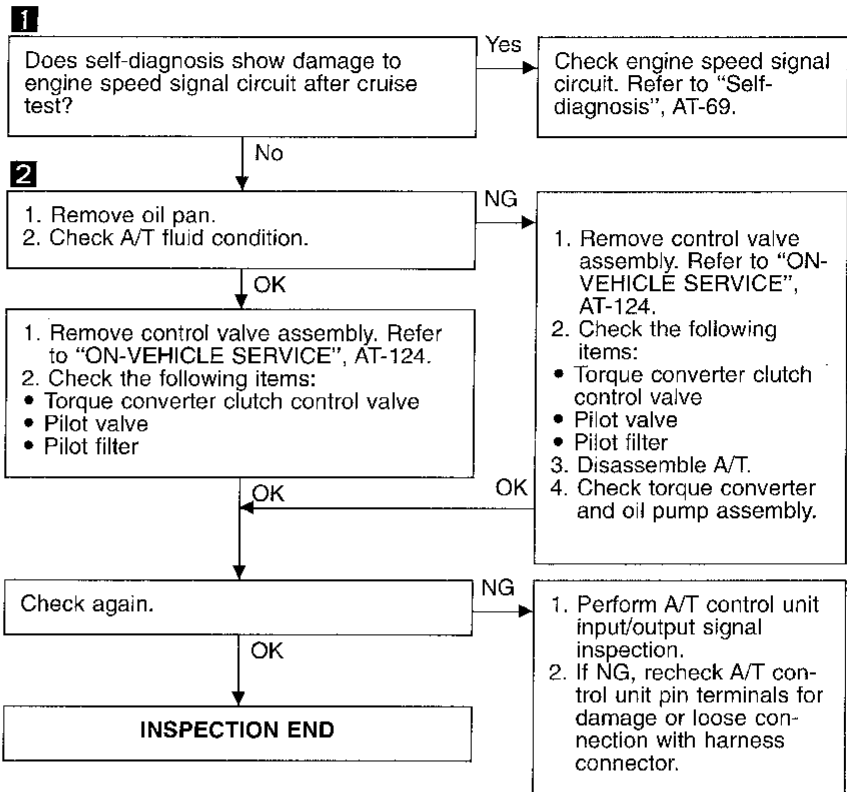 1
Does self-diagnosis show damage to
engine speed signal circuit after cruise
test?
Yes
Check engine speed signal
circuit. Refer to “Self-
diagnosis”, AT-69.
No
2
1. Remove oil pan.
2. Check A/T fluid condition.
NG
1. Remove control valve
assembly. Refer to “ON-
VEHICLE SERVICE”,
AT-124.
2. Check the following
items:
• Torque converter clutch
control valve
• Pilot valve
• Pilot filter
3. Disassemble A/T.
4. Check torque converter
and oil pump assembly.
OK
1. Remove control valve assembly. Refer
to “ON-VEHICLE SERVICE”, AT-124.
2. Check the following items:
• Torque converter clutch control valve
• Pilot valve
• Pilot filter
OK
OK
Check again.
NG
1. Perform A/T control unit
input/output signal
inspection.
2. If NG, recheck A/T con-
trol unit pin terminals for
damage or loose con-
nection with harness
connector.
OK
INSPECTION END